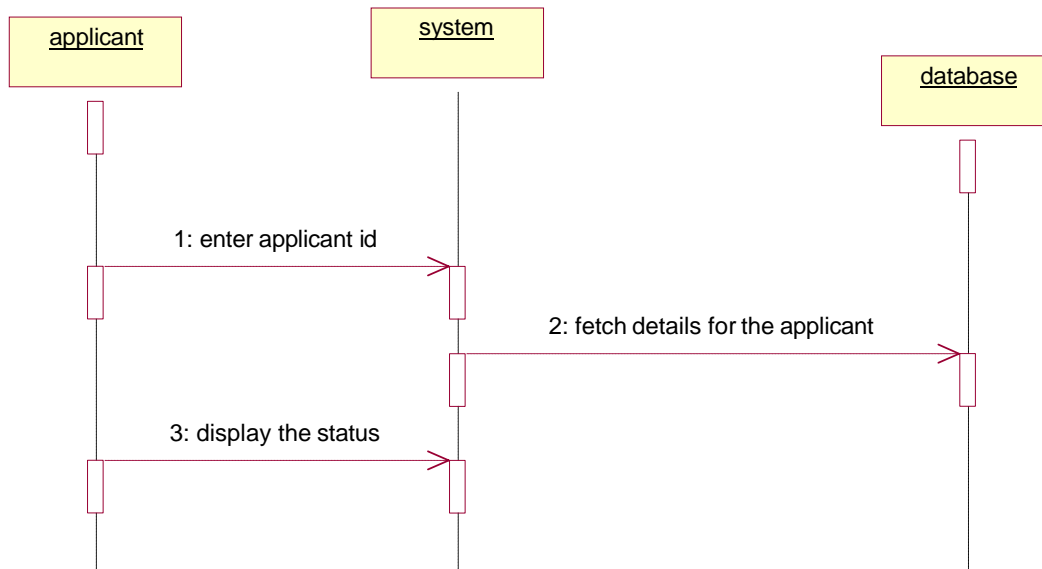 applicant
system
database
1: enter applicant id
2: fetch details for the applicant
3: display the status